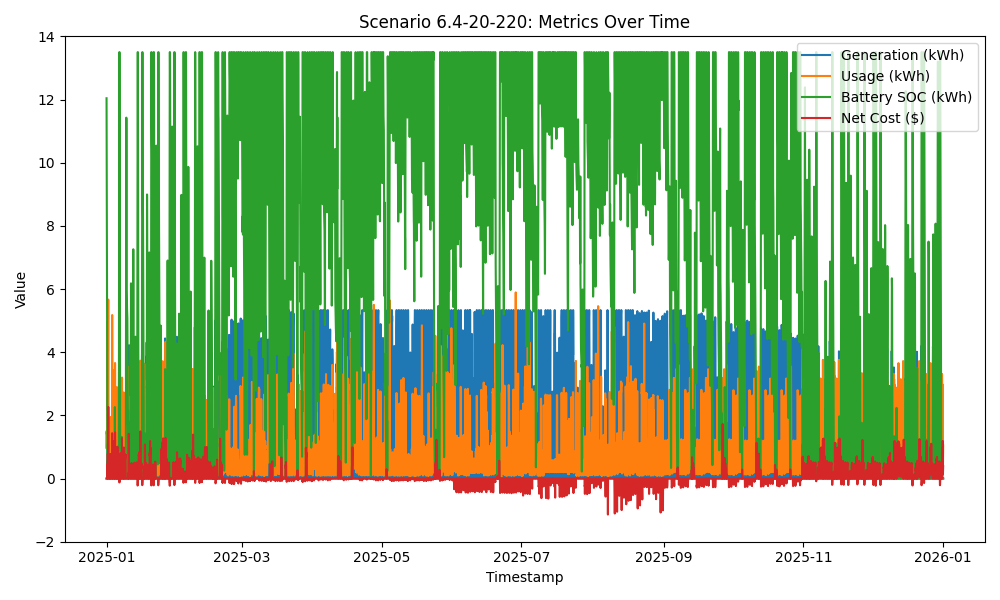 Scenario 6.4-20-220: Metrics Over Time
Value
14
12
10
8
6
4
2
0
−2
Generation (kWh)
Usage (kWh)
Battery SOC (kWh)
Net Cost ($)
2025-01
2025-03
2025-05
2025-07
2025-09
2025-11
2026-01
Timestamp